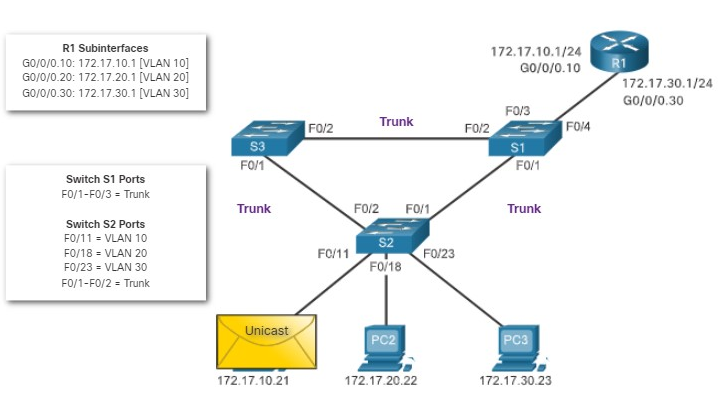 R1 Subinterfaces
G0/0/0.10: 172.17.10.1 [VLAN 10]
G0/0/0.20: 172.17.20.1 [VLAN 20]
G0/0/0.30: 172.17.30.1 [VLAN 30]
172.17.10.1/24
G0/0/0.10
R1
172.17.30.1/24
G0/0/0.30
F0/3
F0/2
Trunk
F0/2
F0/4
S3
S1
F0/1
F0/1
Switch S1 Ports
F0/1-F0/3 = Trunk
Switch S2 Ports
F0/11 = VLAN 10
F0/18 = VLAN 20
F0/23 = VLAN 30
F0/1-F0/2 = Trunk
Trunk
F0/2
F0/1
Trunk
S2
F0/11
F0/18
F0/23
Unicast
PC2
PC3
172.17.10.21
172.17.20.22
172.17.30.23